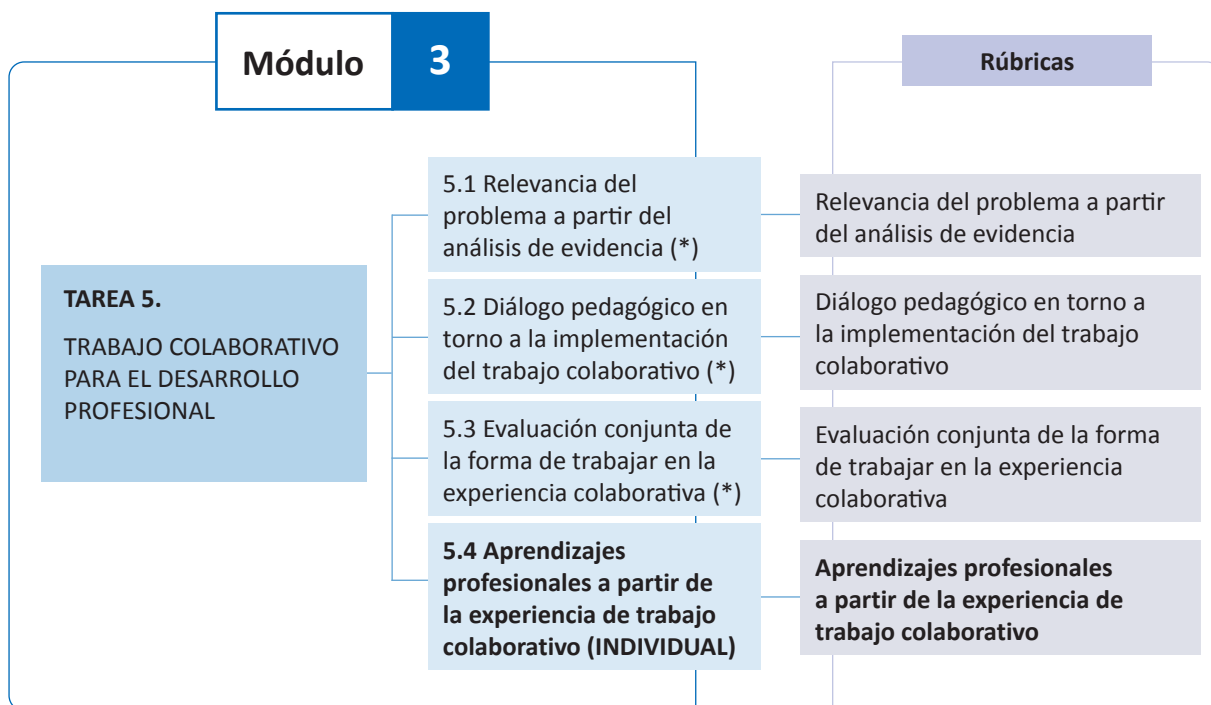 Módulo 3
Rúbricas
TAREA 5.
TRABAJO COLABORATIVO
PARA EL DESARROLLO
PROFESIONAL
5.1 Relevancia del
problema a partir del
análisis de evidencia (*)
Relevancia del problema a partir
del análisis de evidencia
5.2 Diálogo pedagógico en
torno a la implementación
del trabajo colaborativo (*)
Diálogo pedagógico en torno a
la implementación del trabajo
colaborativo
5.3 Evaluación conjunta de
la forma de trabajar en la
experiencia colaborativa (*)
Evaluación conjunta de la forma
de trabajar en la experiencia
colaborativa
5.4 Aprendizajes
profesionales a partir de
la experiencia de trabajo
colaborativo (INDIVIDUAL)
Aprendizajes profesionales
a partir de la experiencia de
trabajo colaborativo